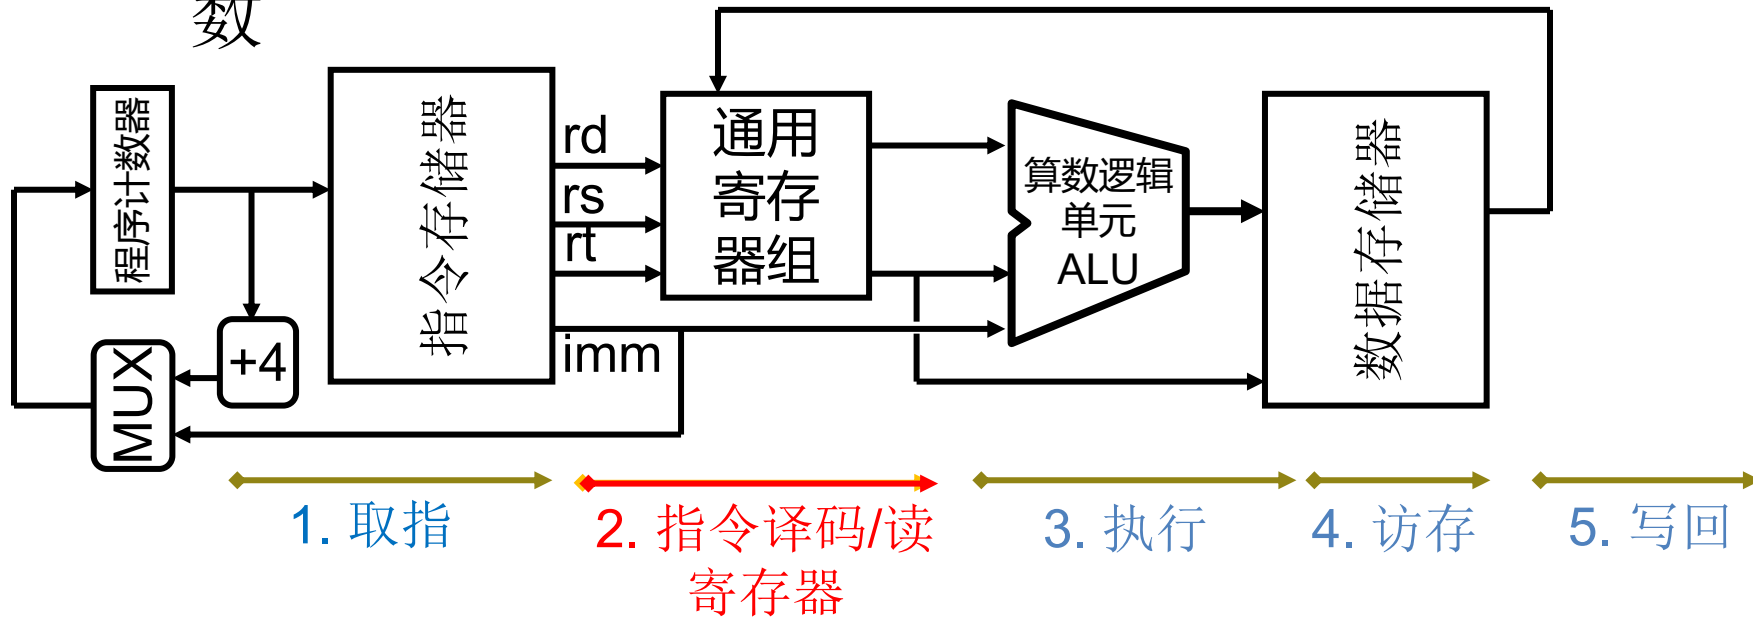 数
程序计数器
指令存储器
rd
rs
rt
imm
通用
寄存
器组
算数逻辑
单元
ALU
数据存储器
+4
MUX
1. 取指
2. 指令译码/读
寄存器
3. 执行
4. 访存
5. 写回